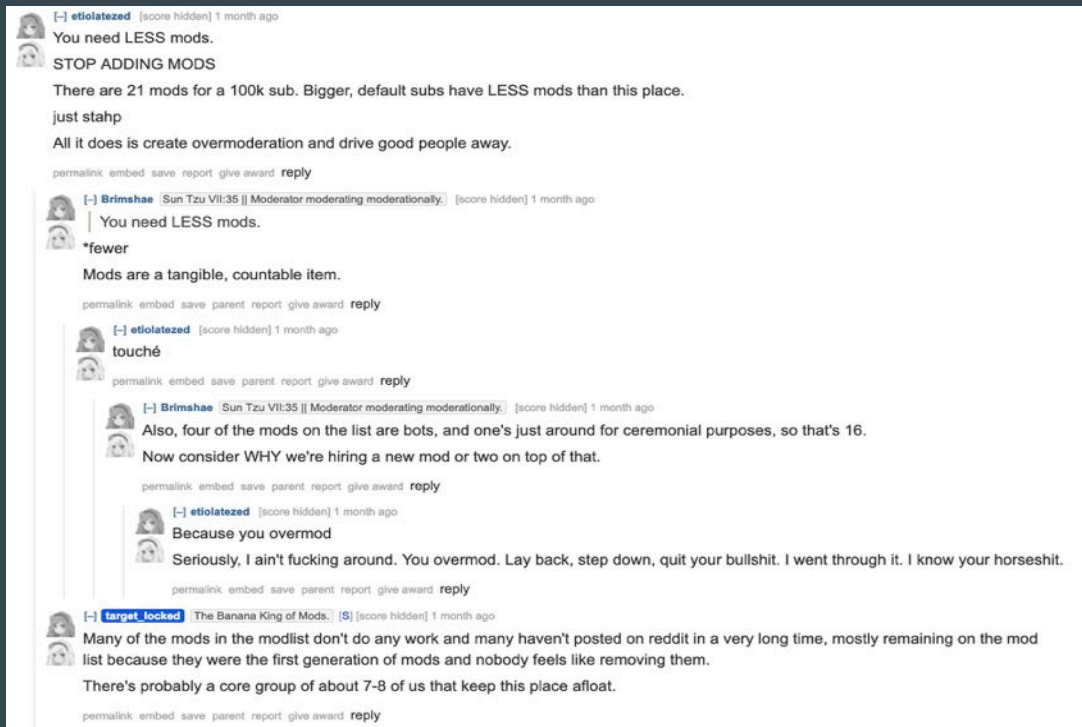 [–] etiolatezed [score hidden] 1 month ago
You need LESS mods.
STOP ADDING MODS
There are 21 mods for a 100k sub. Bigger, default subs have LESS mods than this place.
just stahp
All it does is create overmoderation and drive good people away.
permalink embed save report give award reply
[–] Brimshae Sun Tzu VII:35 || Moderator moderating moderationally. [score hidden] 1 month ago
You need LESS mods.
*fewer
Mods are a tangible, countable item.
permalink embed save parent report give award reply
[–] etiolatezed [score hidden] 1 month ago
touché
permalink embed save parent report give award reply
[–] Brimshae Sun Tzu VII:35 || Moderator moderating moderationally. [score hidden] 1 month ago
Also, four of the mods on the list are bots, and one's just around for ceremonial purposes, so that's 16.
Now consider WHY we're hiring a new mod or two on top of that.
permalink embed save parent report give award reply
[–] etiolatezed [score hidden] 1 month ago
Because you overmod
Seriously, I ain't fucking around. You overmod. Lay back, step down, quit your bullshit. I went through it. I know your horseshit.
permalink embed save parent report give award reply
[–] target_locked The Banana King of Mods. [S] [score hidden] 1 month ago
Many of the mods in the modlist don't do any work and many haven't posted on reddit in a very long time, mostly remaining on the mod
list because they were the first generation of mods and nobody feels like removing them.
There's probably a core group of about 7-8 of us that keep this place afloat.
permalink embed save parent report give award reply